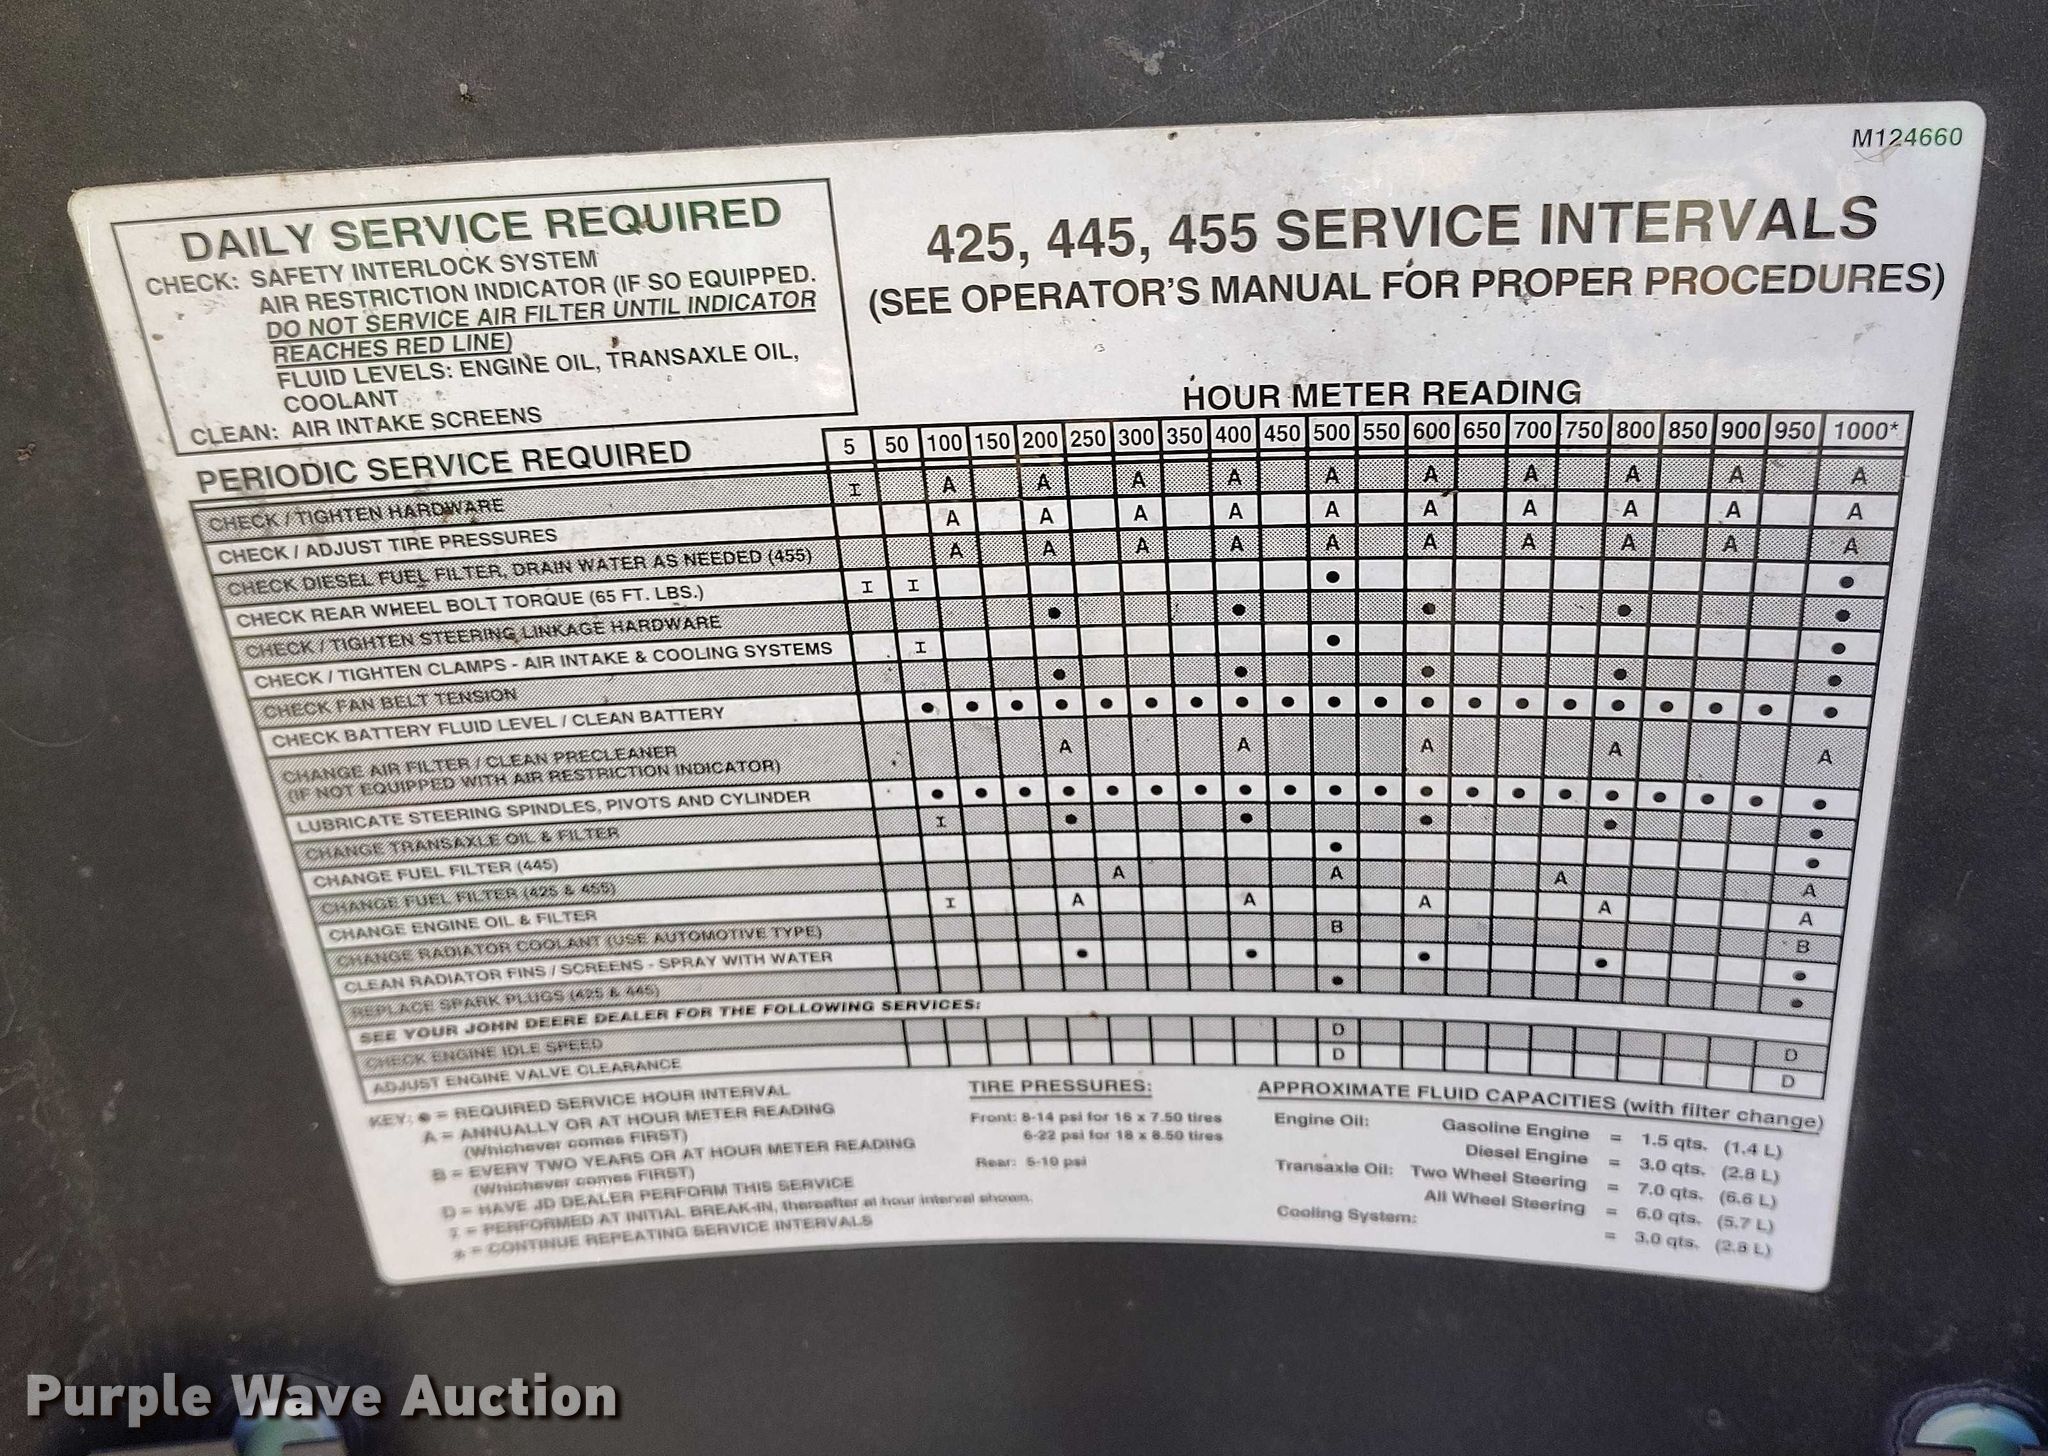 M124660
DAILY SERVICE REQUIRED
CHECK: SAFETY INTERLOCK SYSTEM
AIR RESTRICTION INDICATOR (IF SO EQUIPPED.
DO NOT SERVICE AIR FILTER UNTIL INDICATOR
REACHES RED LINE)
FLUID LEVELS: ENGINE OIL, TRANSAXLE OIL,
COOLANT
CLEAN: AIR INTAKE SCREENS
425, 445, 455 SERVICE INTERVALS
(SEE OPERATOR'S MANUAL FOR PROPER PROCEDURES)
HOUR METER READING
PERIODIC SERVICE REQUIRED 5 50 100 150 200 250 300 350 400 450 500 550 600 650 700 750 800 850 900 950 1000*
CHECK / TIGHTEN HARDWARE I A A A A A A A A A A
CHECK / ADJUST TIRE PRESSURES A A A A A A A A A A
CHECK DIESEL FUEL FILTER, DRAIN WATER AS NEEDED (455) A A A A A A A A A A
CHECK REAR WHEEL BOLT TORQUE (65 FT. LBS.) I I ● ●
CHECK / TIGHTEN STEERING LINKAGE HARDWARE ● ● ● ● ●
CHECK / TIGHTEN CLAMPS - AIR INTAKE & COOLING SYSTEMS I ● ●
CHECK FAN BELT TENSION ● ● ● ● ●
CHECK BATTERY FLUID LEVEL / CLEAN BATTERY ● ● ● ● ● ● ● ● ● ● ● ● ● ● ● ● ● ● ● ●
CHANGE AIR FILTER / CLEAN PRECLEANER
(IF NOT EQUIPPED WITH AIR RESTRICTION INDICATOR) A A A A A
LUBRICATE STEERING SPINDLES, PIVOTS AND CYLINDER ● ● ● ● ● ● ● ● ● ● ● ● ● ● ● ● ● ● ● ●
CHANGE TRANSAXLE OIL & FILTER I ● ● ● ● ●
CHANGE FUEL FILTER (445) ● ●
CHANGE FUEL FILTER (425 & 455) A A A A
CHANGE ENGINE OIL & FILTER I A A A A A
CHANGE RADIATOR COOLANT (USE AUTOMOTIVE TYPE) B B
CLEAN RADIATOR FINS / SCREENS - SPRAY WITH WATER ● ● ● ● ●
REPLACE SPARK PLUGS (425 & 445) ● ●
SEE YOUR JOHN DEERE DEALER FOR THE FOLLOWING SERVICES:
CHECK ENGINE IDLE SPEED D D
ADJUST ENGINE VALVE CLEARANCE D D
KEY: ● = REQUIRED SERVICE HOUR INTERVAL
A = ANNUALLY OR AT HOUR METER READING
(Whichever comes FIRST)
B = EVERY TWO YEARS OR AT HOUR METER READING
(Whichever comes FIRST)
D = HAVE JD DEALER PERFORM THIS SERVICE
I = PERFORMED AT INITIAL BREAK-IN, thereafter at hour interval shown.
* = CONTINUE REPEATING SERVICE INTERVALS
TIRE PRESSURES:
Front: 8-14 psi for 16 x 7.50 tires
6-22 psi for 18 x 8.50 tires
Rear: 5-10 psi
APPROXIMATE FLUID CAPACITIES (with filter change)
Engine Oil: Gasoline Engine = 1.5 qts. (1.4 L)
Diesel Engine = 3.0 qts. (2.8 L)
Transaxle Oil: Two Wheel Steering = 7.0 qts. (6.6 L)
All Wheel Steering = 6.0 qts. (5.7 L)
Cooling System: = 3.0 qts. (2.8 L)
Purple Wave Auction